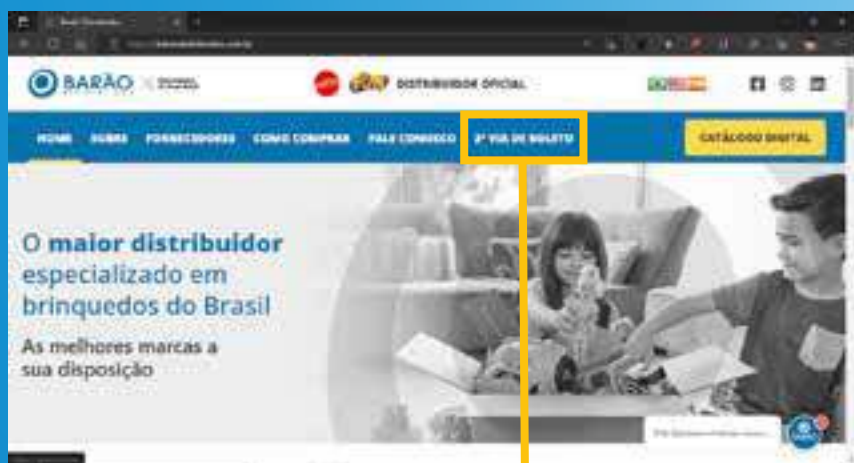 BARÃO
DISTRIBUIDOR OFICIAL
HOME SOBRE FORNECEDORES COMO COMPRAR FALE CONOSCO 2ª VIA DE BOLETO CATÁLOGO DIGITAL
O maior distribuidor
especializado em
brinquedos do Brasil
As melhores marcas a
sua disposição